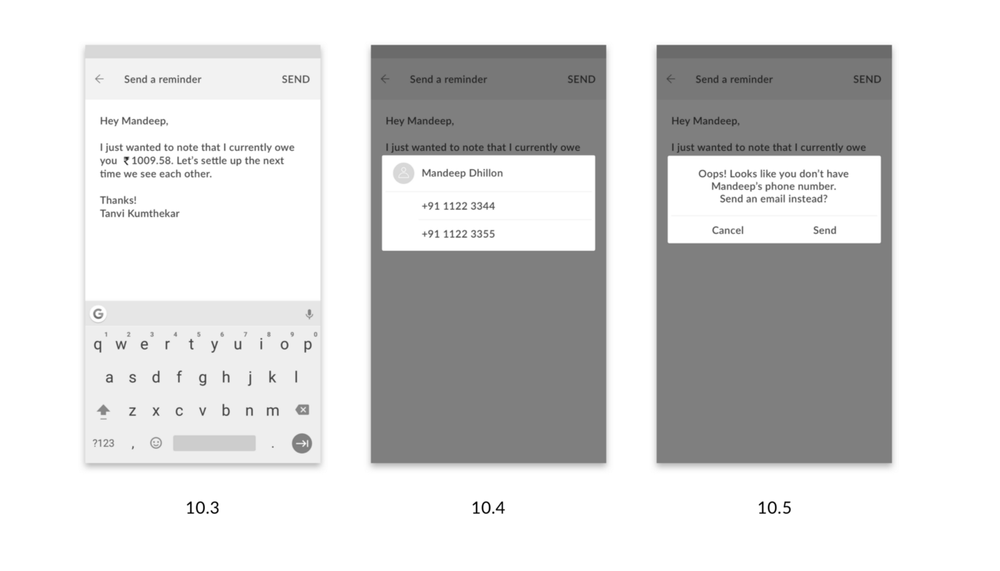 Send a reminder SEND
Hey Mandeep,
I just wanted to note that I currently owe
you ₹1009.58. Let’s settle up the next
time we see each other.
Thanks!
Tanvi Kumthekar
G
1 2 3 4 5 6 7 8 9 0
q w e r t y u i o p
a s d f g h j k l
z x c v b n m
?123 , .
10.3
Send a reminder SEND
Hey Mandeep,
I just wanted to note that I currently owe
Mandeep Dhillon
+91 1122 3344
+91 1122 3355
10.4
Send a reminder SEND
Hey Mandeep,
I just wanted to note that I currently owe
Oops! Looks like you don’t have
Mandeep’s phone number.
Send an email instead?
Cancel Send
10.5